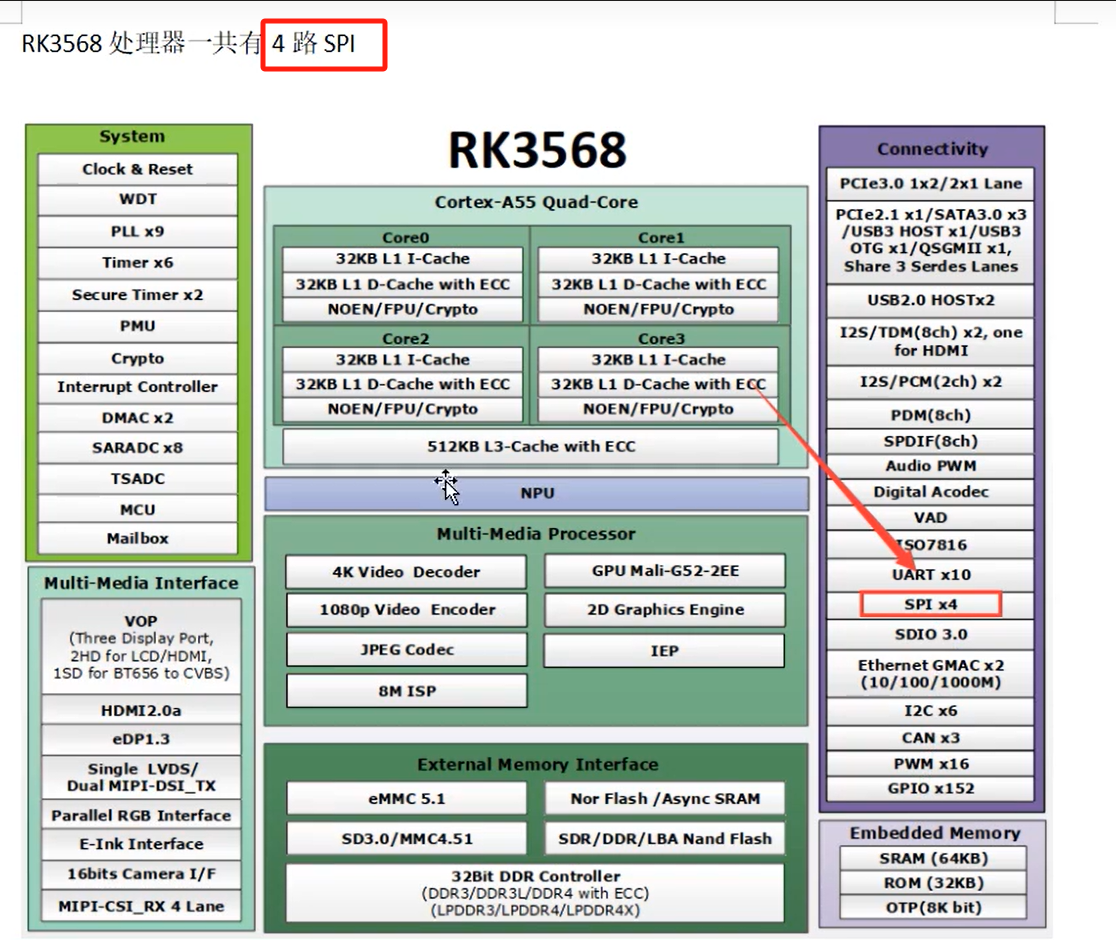 RK3568 处理器一共有 4 路 SPI
RK3568
System
Clock & Reset
WDT
PLL x9
Timer x6
Secure Timer x2
PMU
Crypto
Interrupt Controller
DMAC x2
SARADC x8
TSADC
MCU
Mailbox
Multi-Media Interface
VOP
(Three Display Port,
2HD for LCD/HDMI,
1SD for BT656 to CVBS)
HDMI2.0a
eDP1.3
Single LVDS/
Dual MIPI-DSI_TX
Parallel RGB Interface
E-Ink Interface
16bits Camera I/F
MIPI-CSI_RX 4 Lane
Cortex-A55 Quad-Core
Core0
32KB L1 I-Cache
32KB L1 D-Cache with ECC
NOEN/FPU/Crypto
Core1
32KB L1 I-Cache
32KB L1 D-Cache with ECC
NOEN/FPU/Crypto
Core2
32KB L1 I-Cache
32KB L1 D-Cache with ECC
NOEN/FPU/Crypto
Core3
32KB L1 I-Cache
32KB L1 D-Cache with ECC
NOEN/FPU/Crypto
512KB L3-Cache with ECC
NPU
Multi-Media Processor
4K Video Decoder
1080p Video Encoder
JPEG Codec
8M ISP
GPU Mali-G52-2EE
2D Graphics Engine
IEP
External Memory Interface
eMMC 5.1
Nor Flash /Async SRAM
SD3.0/MMC4.51
SDR/DDR/LBA Nand Flash
32Bit DDR Controller
(DDR3/DDR3L/DDR4 with ECC)
(LPDDR3/LPDDR4/LPDDR4X)
Connectivity
PCIe3.0 1x2/2x1 Lane
PCIe2.1 x1/SATA3.0 x3
/USB3 HOST x1/USB3
OTG x1/QSGMII x1,
Share 3 Serdes Lanes
USB2.0 HOSTx2
I2S/TDM(8ch) x2, one
for HDMI
I2S/PCM(2ch) x2
PDM(8ch)
SPDIF(8ch)
Audio PWM
Digital Acodec
VAD
ISO7816
UART x10
SPI x4
SDIO 3.0
Ethernet GMAC x2
(10/100/1000M)
I2C x6
CAN x3
PWM x16
GPIO x152
Embedded Memory
SRAM (64KB)
ROM (32KB)
OTP(8K bit)